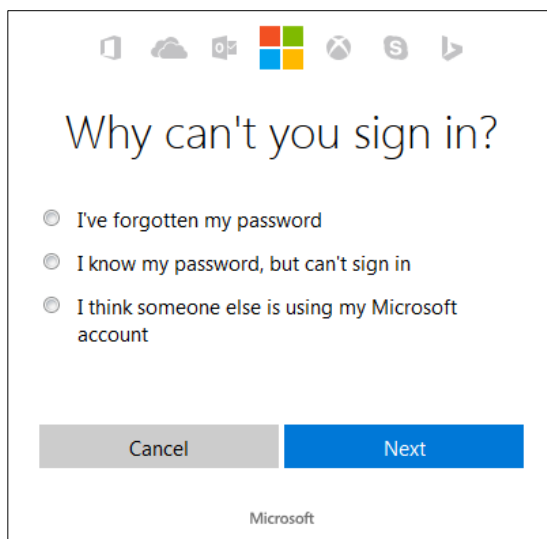 Why can't you sign in?
I've forgotten my password
I know my password, but can't sign in
I think someone else is using my Microsoft
account
Cancel
Next
Microsoft